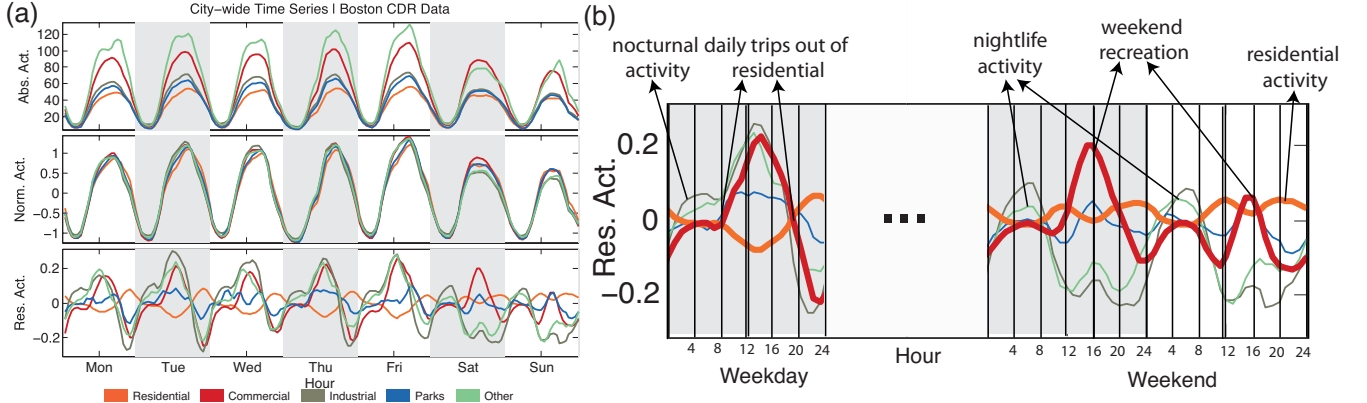 (a)
City-wide Time Series | Boston CDR Data
Abs. Act.
120
100
80
60
40
20
Norm. Act.
1
0.5
0.0
-0.5
-1
Res. Act.
0.2
0
-0.2
Mon Tue Wed Thu Fri Sat Sun
Hour
Residential Commercial Industrial Parks Other
(b)
nocturnal activity
daily trips out of residential
nightlife activity
weekend recreation
residential activity
Res. Act.
0.2
0
-0.2
4 8 12 16 20 24
4 8 12 16 20 24 4 8 12 16 20 24
Hour
Weekday
Weekend